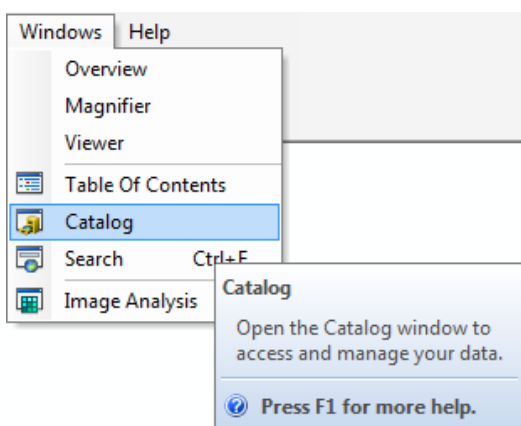 Windows Help
Overview
Magnifier
Viewer
Table Of Contents
Catalog
Search Ctrl+F
Image Analysis
Catalog
Open the Catalog window to
access and manage your data.
Press F1 for more help.